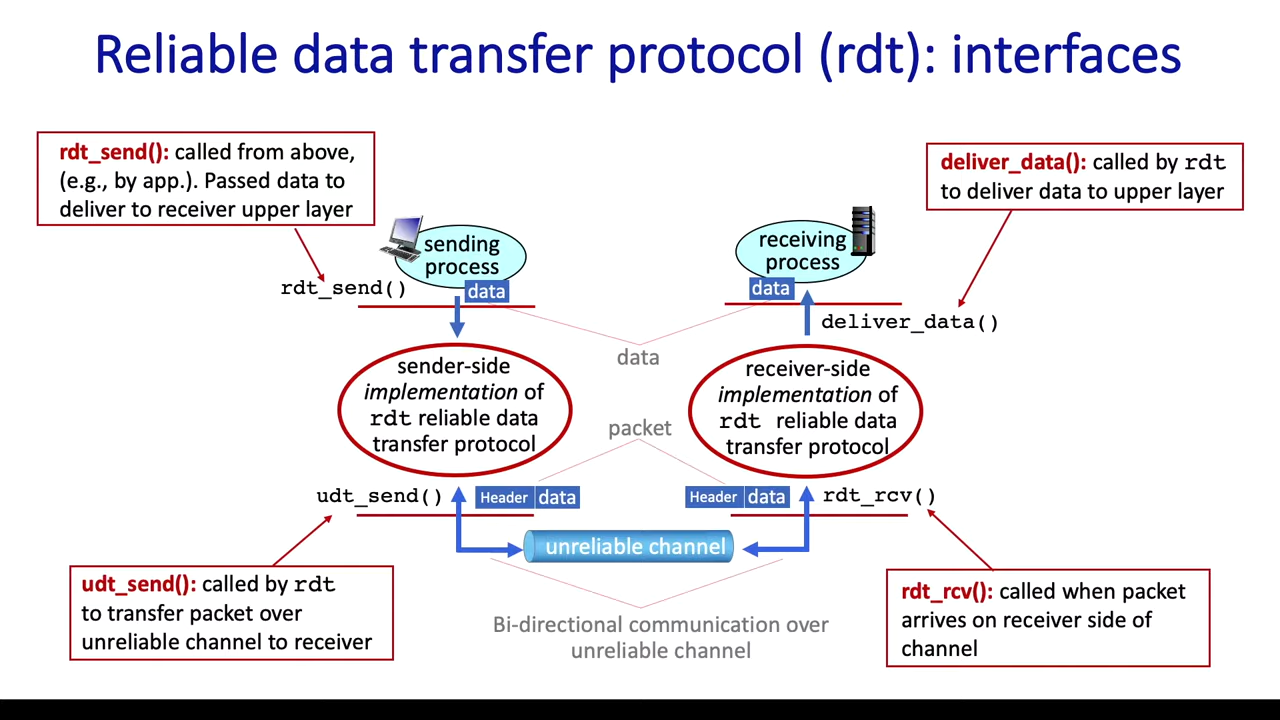 Reliable data transfer protocol (rdt): interfaces
rdt_send(): called from above,
(e.g., by app.). Passed data to
deliver to receiver upper layer
deliver_data(): called by rdt
to deliver data to upper layer
sending
process
receiving
process
rdt_send()
data
data
deliver_data()
data
sender-side
implementation of
rdt reliable data
transfer protocol
receiver-side
implementation of
rdt reliable data
transfer protocol
packet
udt_send()
Header data
Header data
rdt_rcv()
unreliable channel
udt_send(): called by rdt
to transfer packet over
unreliable channel to receiver
Bi-directional communication over
unreliable channel
rdt_rcv(): called when packet
arrives on receiver side of
channel